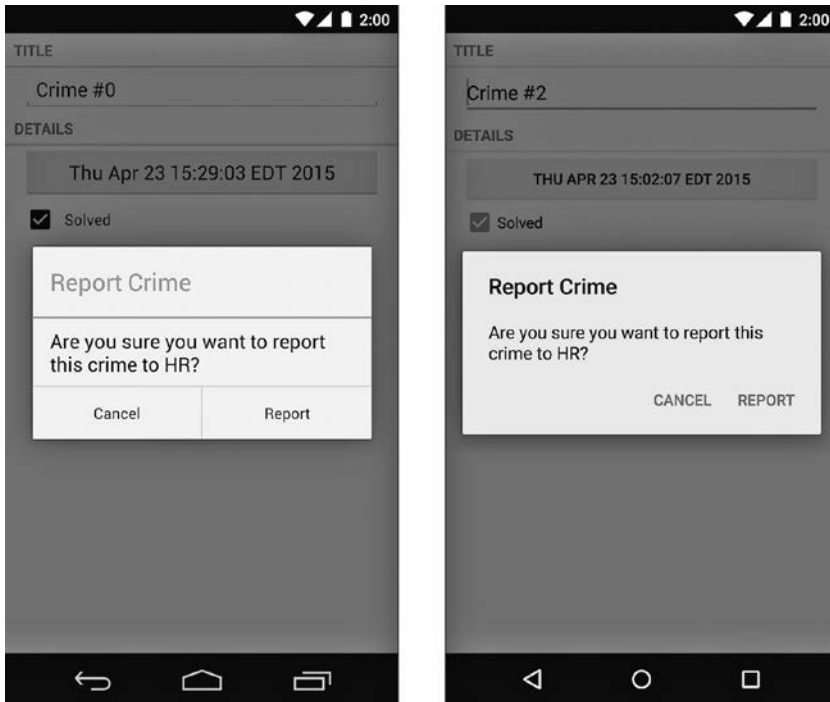 2:00
TITLE
Crime #0
DETAILS
Thu Apr 23 15:29:03 EDT 2015
Solved
Report Crime
Are you sure you want to report
this crime to HR?
Cancel
Report
2:00
TITLE
Crime #2
DETAILS
THU APR 23 15:02:07 EDT 2015
Solved
Report Crime
Are you sure you want to report this
crime to HR?
CANCEL
REPORT